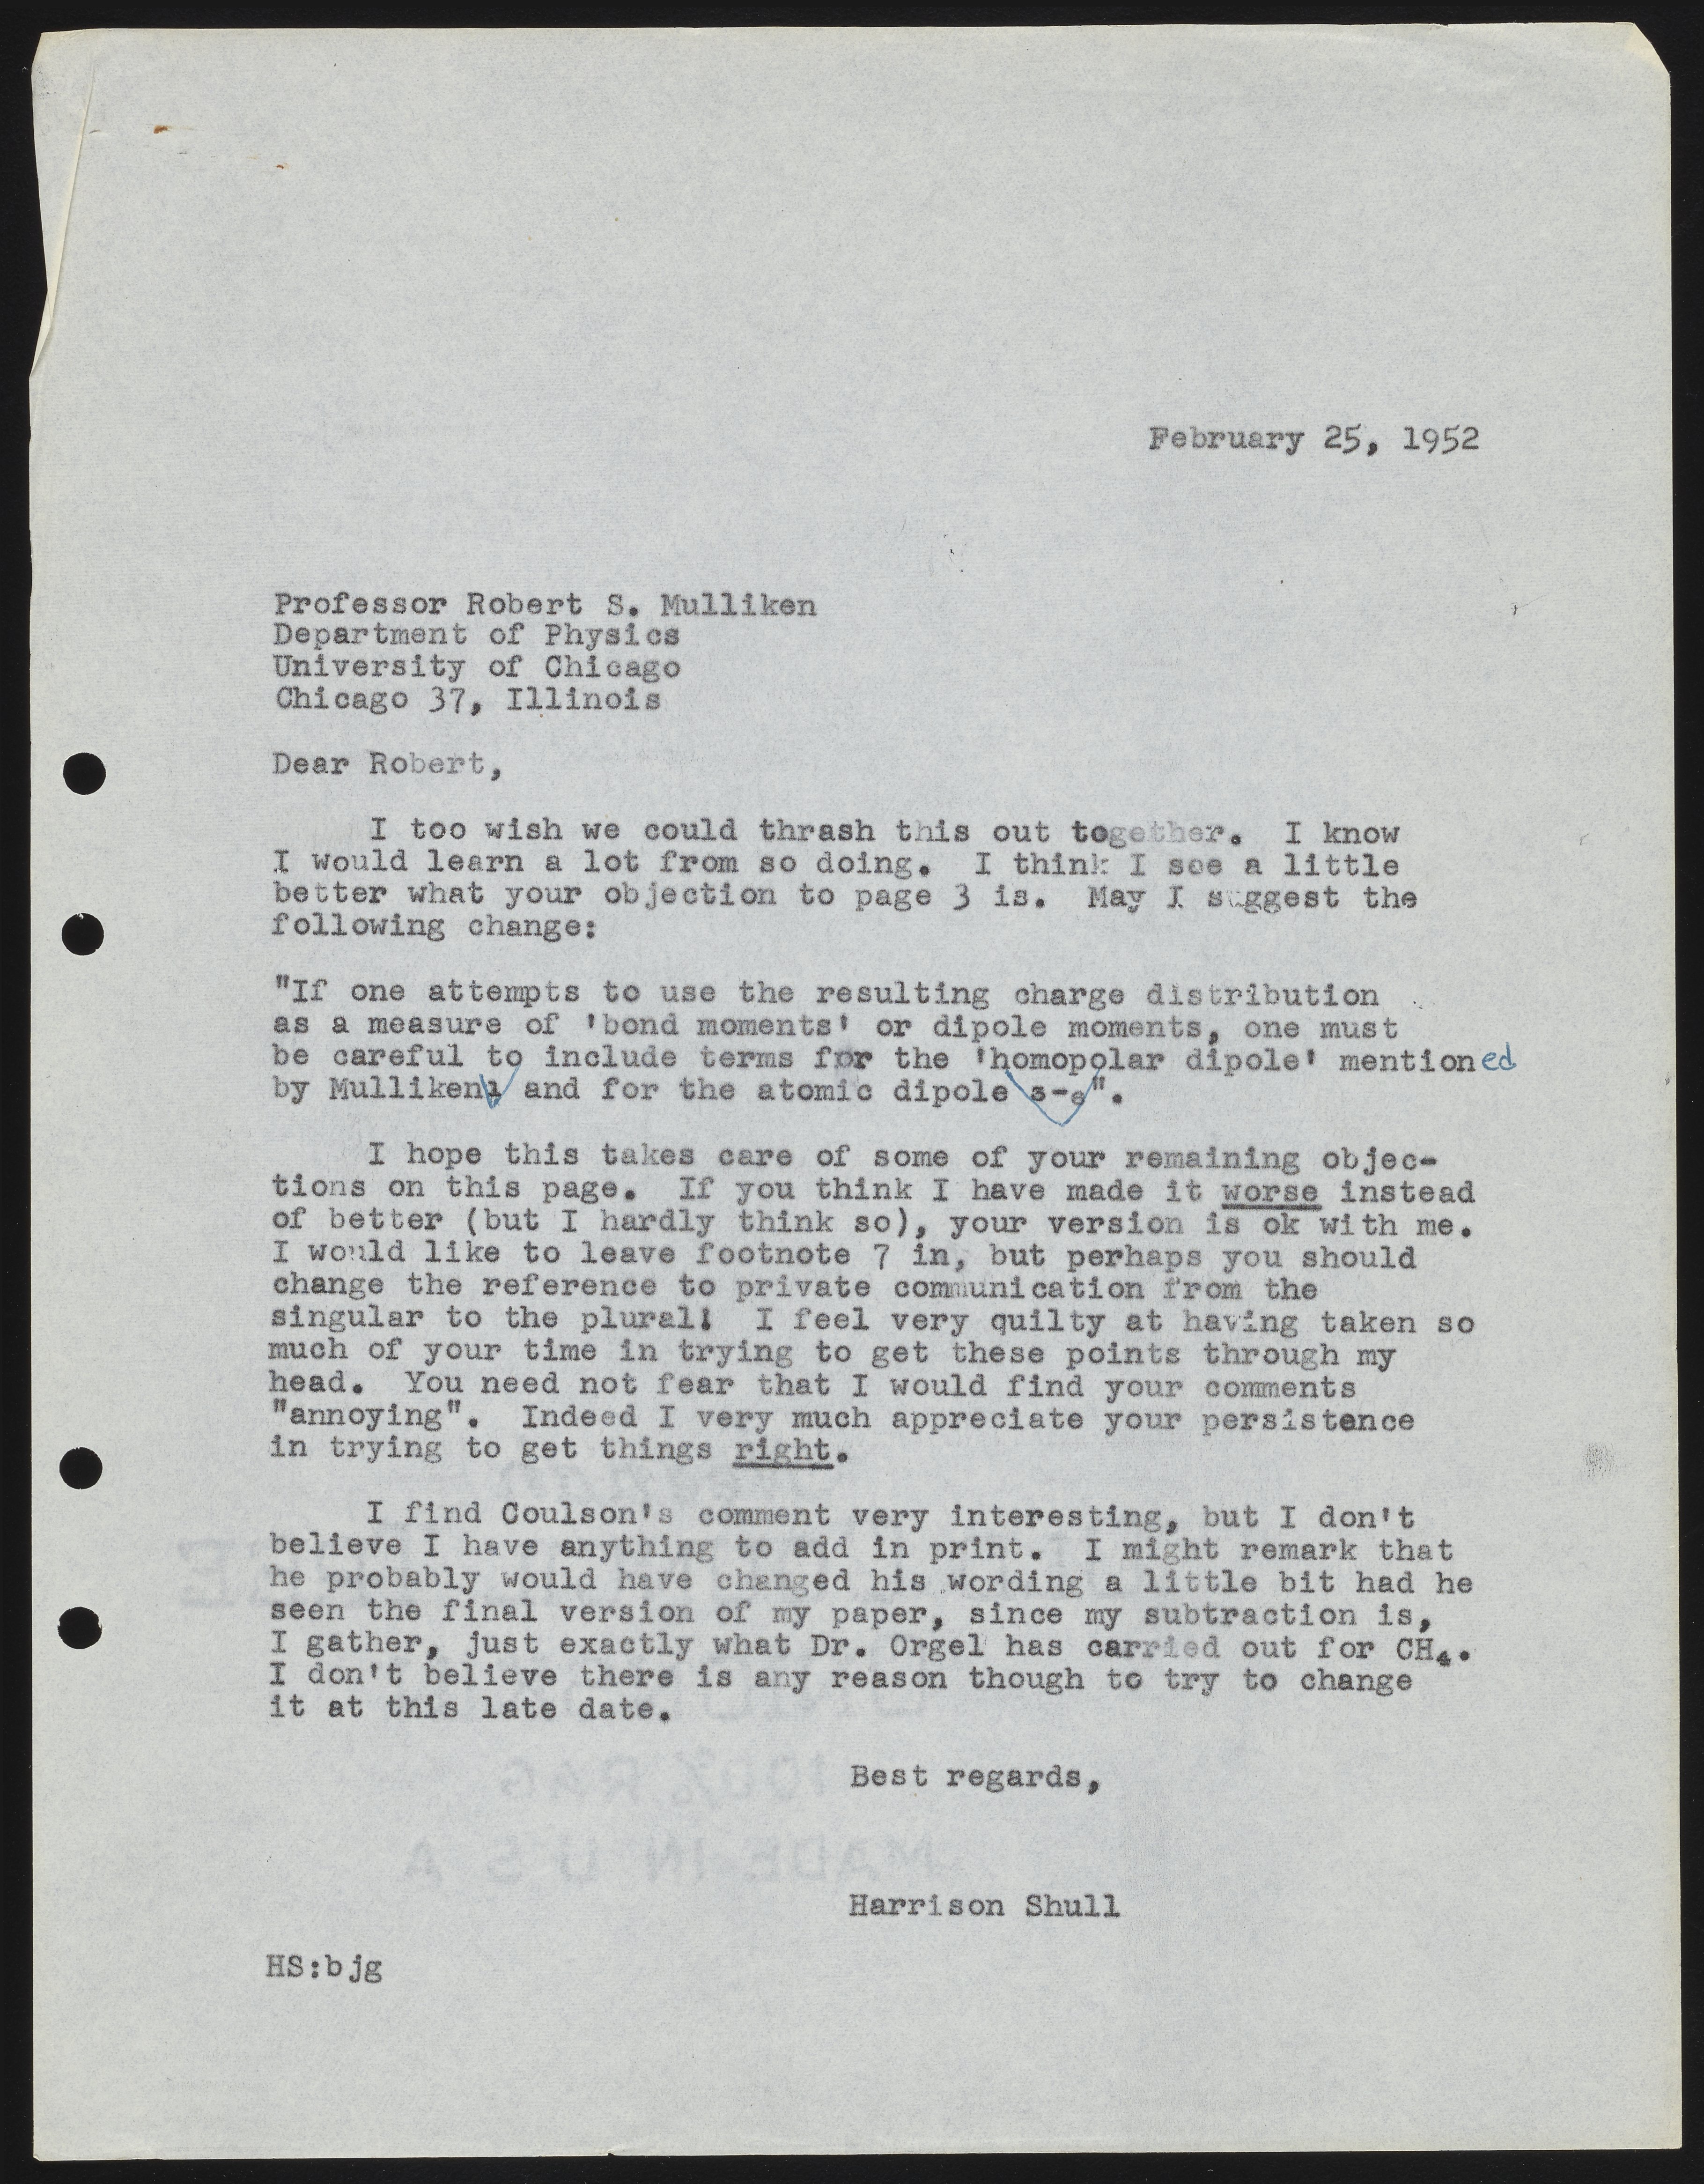 February 25, 1952
Professor Robert S. Mulliken
Department of Physics
University of Chicago
Chicago 37, Illinois
Dear Robert,
I too wish we could thrash this out together. I know
I would learn a lot from so doing. I think I see a little
better what your objection to page 3 is. May I suggest the
following change:
"If one attempts to use the resulting charge distribution
as a measure of 'bond moments' or dipole moments, one must
be careful to include terms for the 'homopolar dipole' mentioned
by Mulliken1 and for the atomic dipole 3-6".
I hope this takes care of some of your remaining objec-
tions on this page. If you think I have made it worse instead
of better (but I hardly think so), your version is ok with me.
I would like to leave footnote 7 in, but perhaps you should
change the reference to private communication from the
singular to the plural! I feel very quilty at having taken so
much of your time in trying to get these points through my
head. You need not fear that I would find your comments
"annoying". Indeed I very much appreciate your persistence
in trying to get things right.
I find Coulson's comment very interesting, but I don't
believe I have anything to add in print. I might remark that
he probably would have changed his wording a little bit had he
seen the final version of my paper, since my subtraction is,
I gather, just exactly what Dr. Orgel has carried out for CH4.
I don't believe there is any reason though to try to change
it at this late date.
Best regards,
100% RAG
MADE IN U S A
Harrison Shull
HS:bjg